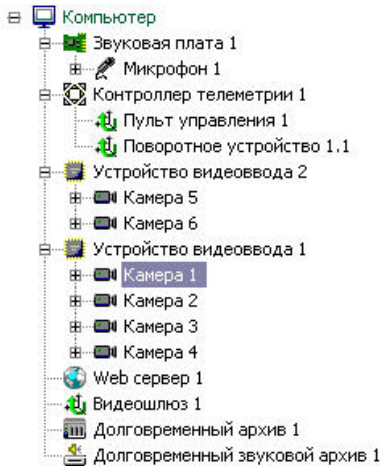 Компьютер
Звуковая плата 1
Микрофон 1
Контроллер телеметрии 1
Пульт управления 1
Поворотное устройство 1.1
Устройство видеоввода 2
Камера 5
Камера 6
Устройство видеоввода 1
Камера 1
Камера 2
Камера 3
Камера 4
Web сервер 1
Видеошлюз 1
Долговременный архив 1
Долговременный звуковой архив 1